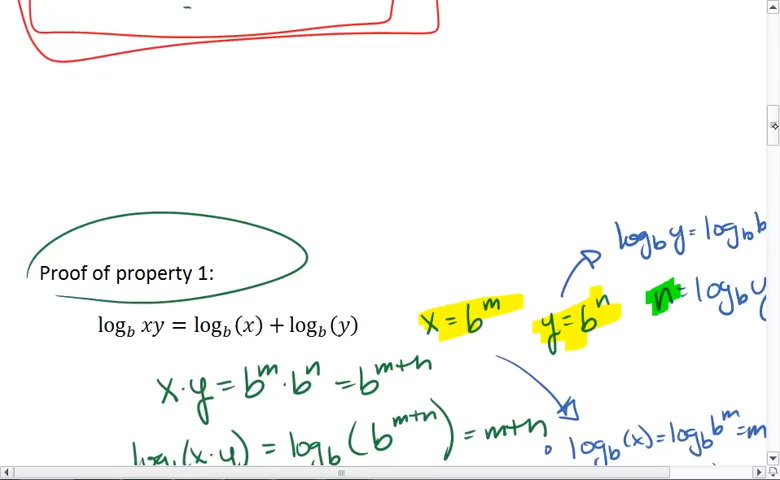 Proof of property 1:
log_b xy = log_b(x) + log_b(y)
x = b^m
y = b^n
log_b y = log_b b
n = log_b y
x·y = b^m · b^n = b^{m+n}
log_b(x·y) = log_b(b^{m+n}) = m+n
log_b(x) = log_b b^m = m